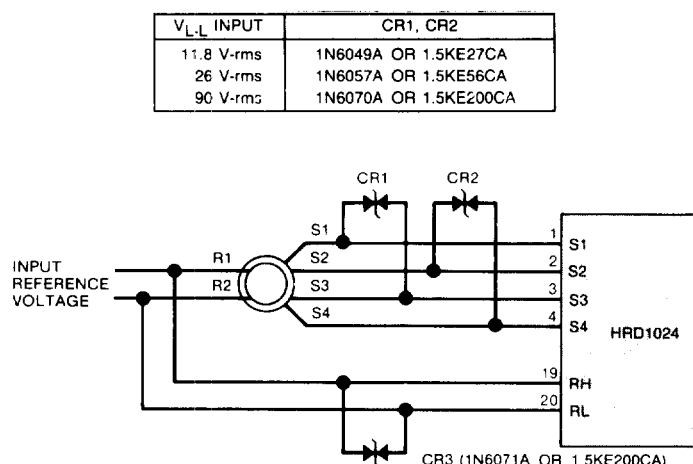 V_L-L INPUT CR1, CR2
11.8 V-rms 1N6049A OR 1.5KE27CA
26 V-rms 1N6057A OR 1.5KE56CA
90 V-rms 1N6070A OR 1.5KE200CA
CR1 CR2
S1 1 S1
R1 S2 2 S2
INPUT
REFERENCE
VOLTAGE
R2 S3 3 S3
S4 4 S4
HRD1024
19 RH
20 RL
CR3 (1N6071A OR 1.5KE200CA)